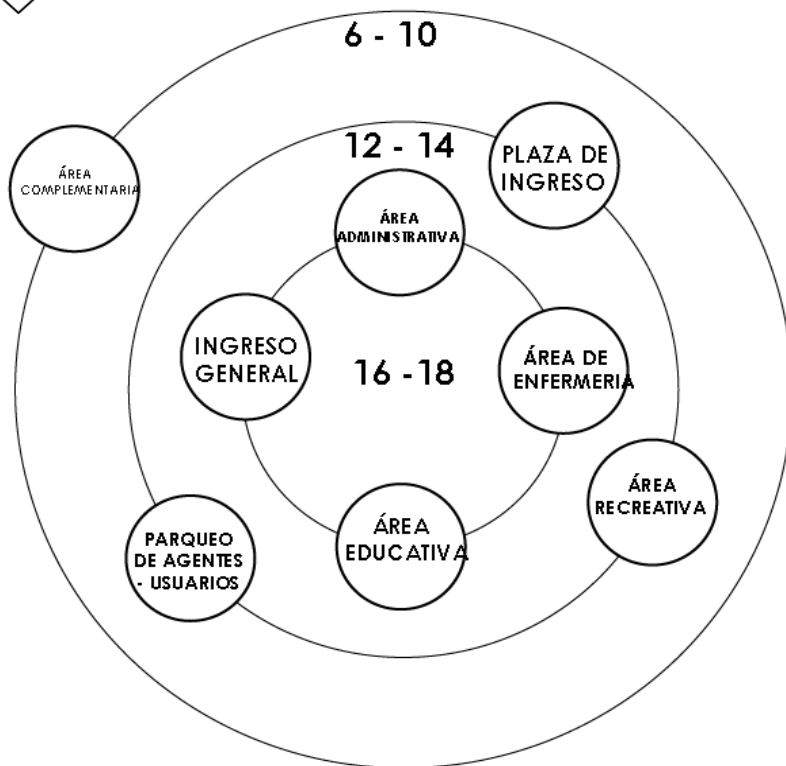 6 - 10
12 - 14
ÁREA
COMPLEMENTARIA
PLAZA DE
INGRESO
ÁREA
ADMINISTRATIVA
INGRESO
GENERAL
16 -18
ÁREA DE
ENFERMERIA
ÁREA
RECREATIVA
ÁREA
EDUCATIVA
PARQUEO
DE AGENTES
- USUARIOS